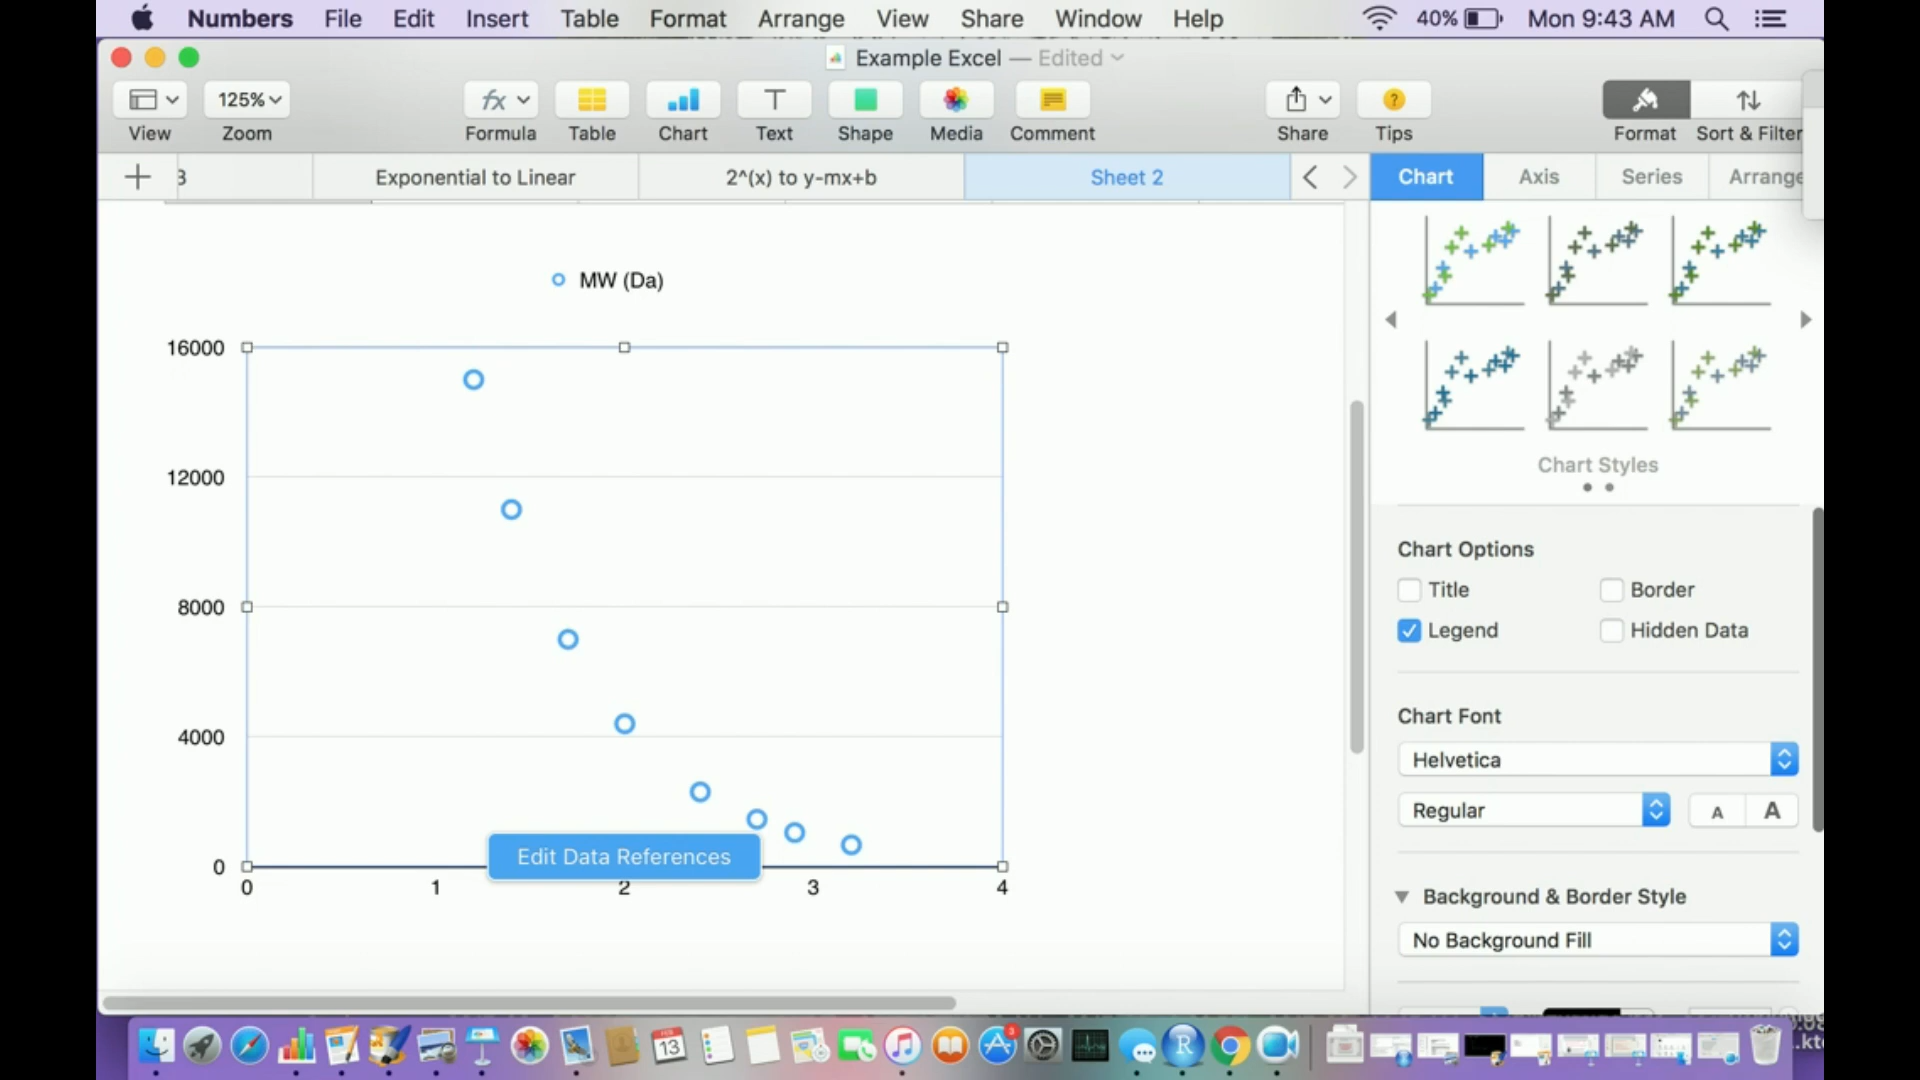 Numbers File Edit Insert Table Format Arrange View Share Window Help 40% Mon 9:43 AM
Example Excel — Edited
125%
View Zoom Formula Table Chart Text Shape Media Comment Share Tips Format Sort & Filter
Exponential to Linear 2^(x) to y-mx+b Sheet 2 Chart Axis Series Arrange
MW (Da)
16000
12000
8000
4000
0
Edit Data References
0 1 2 3 4
Chart Styles
Chart Options
Title Border
Legend Hidden Data
Chart Font
Helvetica
Regular A A
Background & Border Style
No Background Fill
3
13